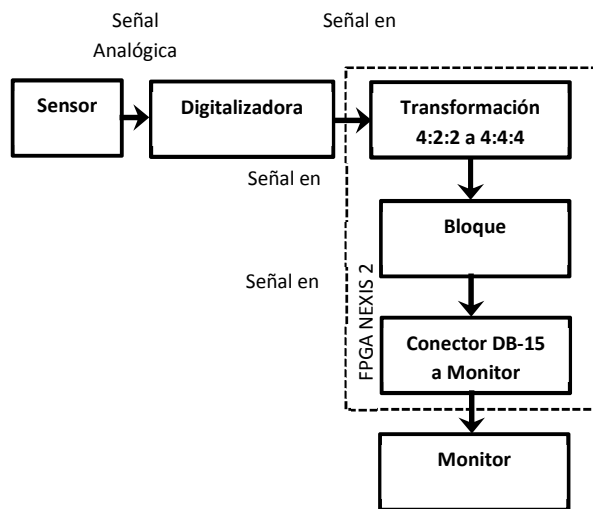 Señal
Analógica
Señal en
Sensor
Digitalizadora
Transformación
4:2:2 a 4:4:4
Señal en
Bloque
Señal en
FPGA NEXIS 2
Conector DB-15
a Monitor
Monitor